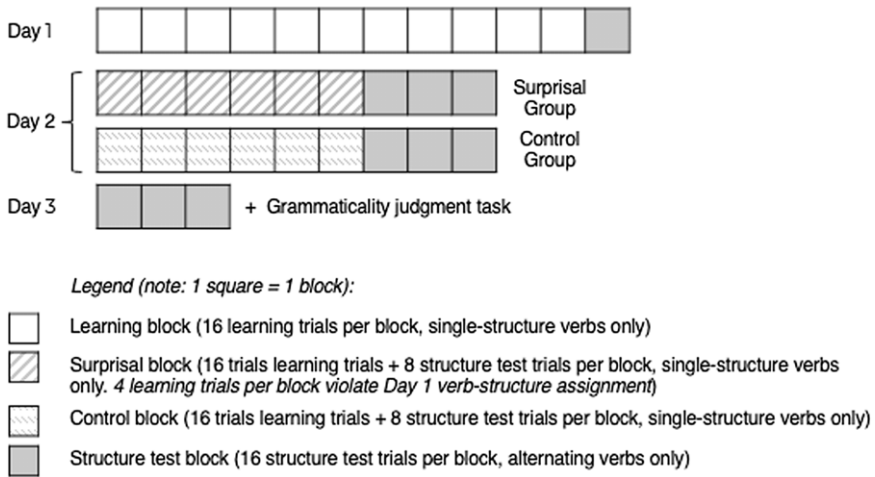 Day 1
Surprisal
Group
Day 2
Control
Group
Day 3
+ Grammaticality judgment task
Legend (note: 1 square = 1 block):
Learning block (16 learning trials per block, single-structure verbs only)
Surprisal block (16 trials learning trials + 8 structure test trials per block, single-structure verbs
only. 4 learning trials per block violate Day 1 verb-structure assignment)
Control block (16 trials learning trials + 8 structure test trials per block, single-structure verbs only)
Structure test block (16 structure test trials per block, alternating verbs only)